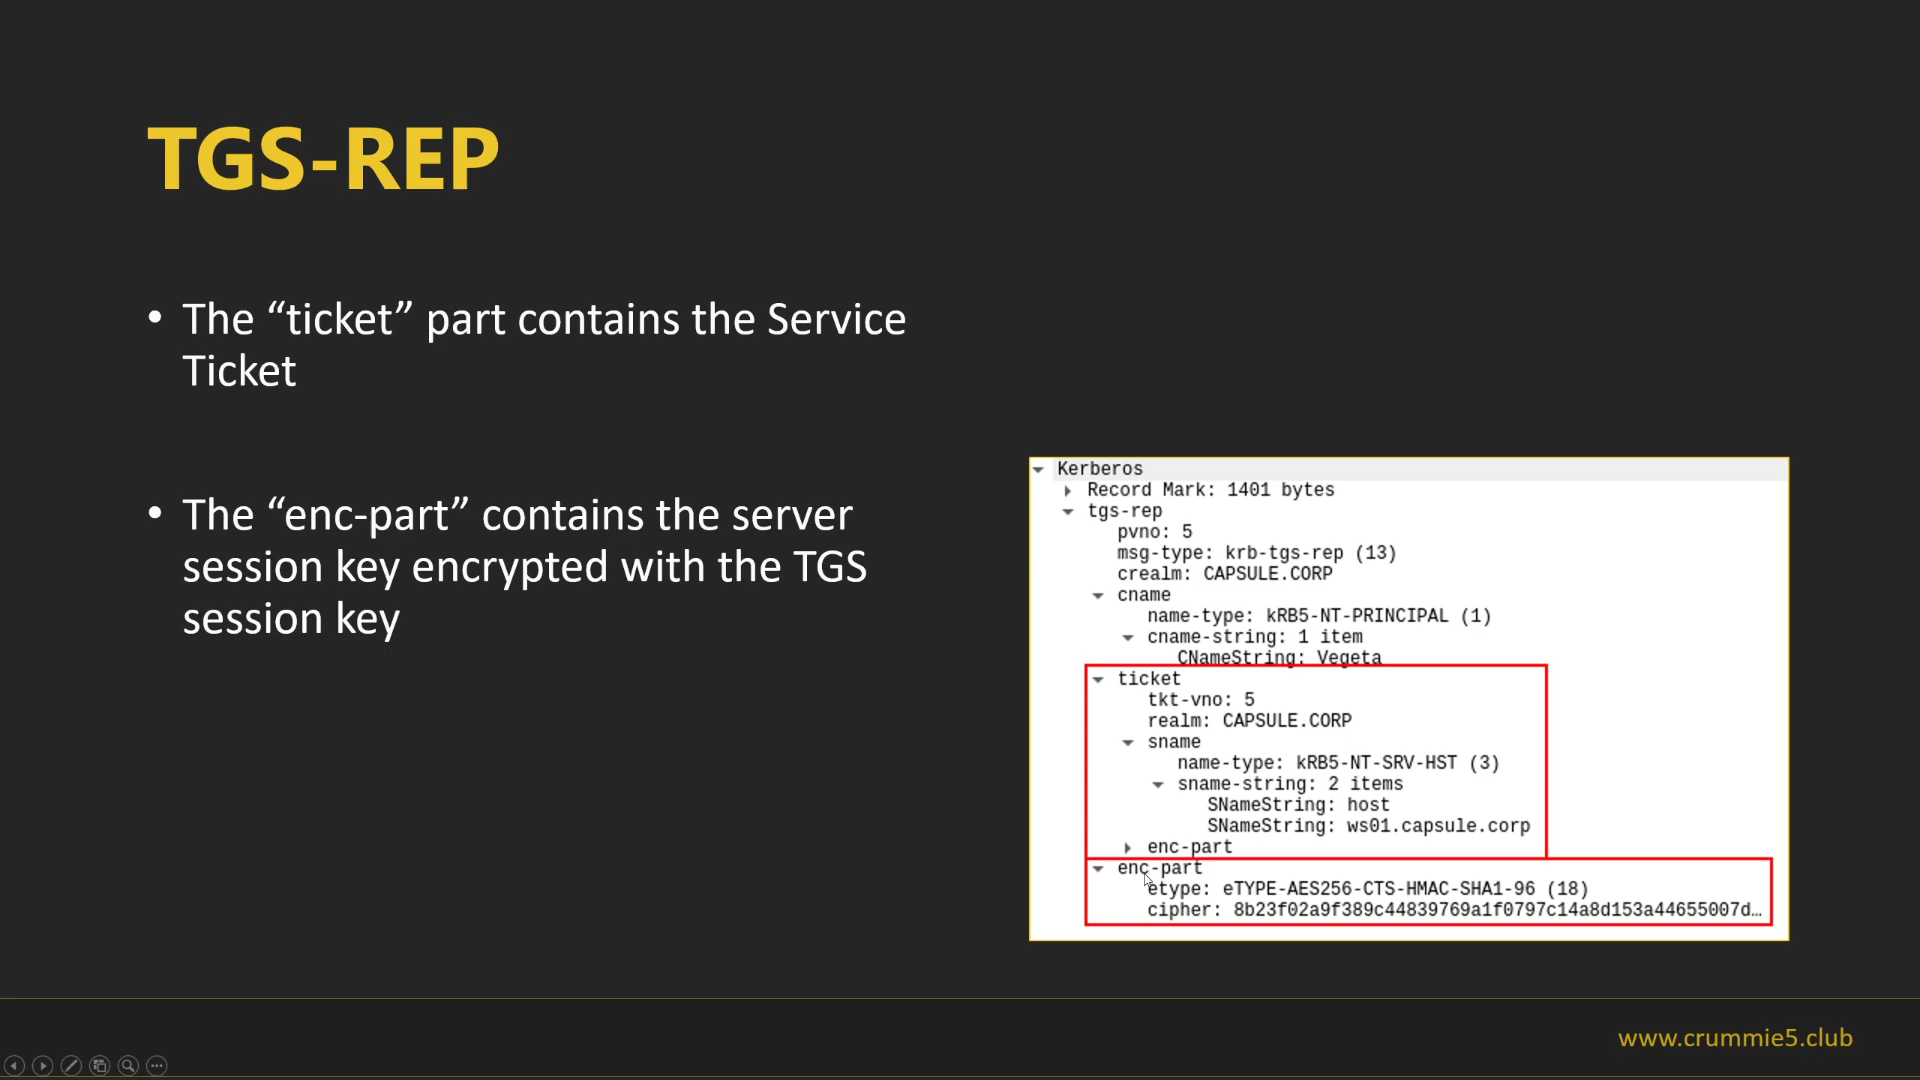 TGS-REP
• The “ticket” part contains the Service
Ticket
• The “enc-part” contains the server
session key encrypted with the TGS
session key
Kerberos
Record Mark: 1401 bytes
tgs-rep
pvno: 5
msg-type: krb-tgs-rep (13)
crealm: CAPSULE.CORP
cname
name-type: kRB5-NT-PRINCIPAL (1)
cname-string: 1 item
CNameString: Vegeta
ticket
tkt-vno: 5
realm: CAPSULE.CORP
sname
name-type: kRB5-NT-SRV-HST (3)
sname-string: 2 items
SNameString: host
SNameString: ws01.capsule.corp
enc-part
enc-part
etype: eTYPE-AES256-CTS-HMAC-SHA1-96 (18)
cipher: 8b23f02a9f389c44839769a1f0797c14a8d153a44655007d…
www.crummie5.club